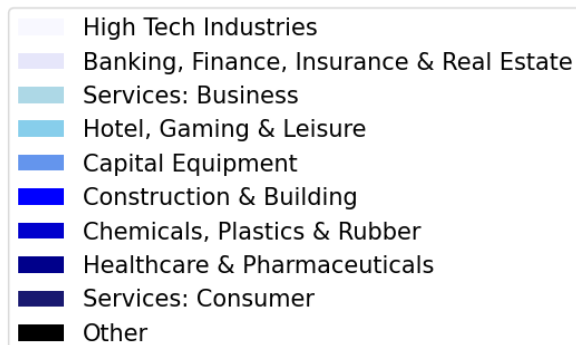 High Tech Industries
Banking, Finance, Insurance & Real Estate
Services: Business
Hotel, Gaming & Leisure
Capital Equipment
Construction & Building
Chemicals, Plastics & Rubber
Healthcare & Pharmaceuticals
Services: Consumer
Other